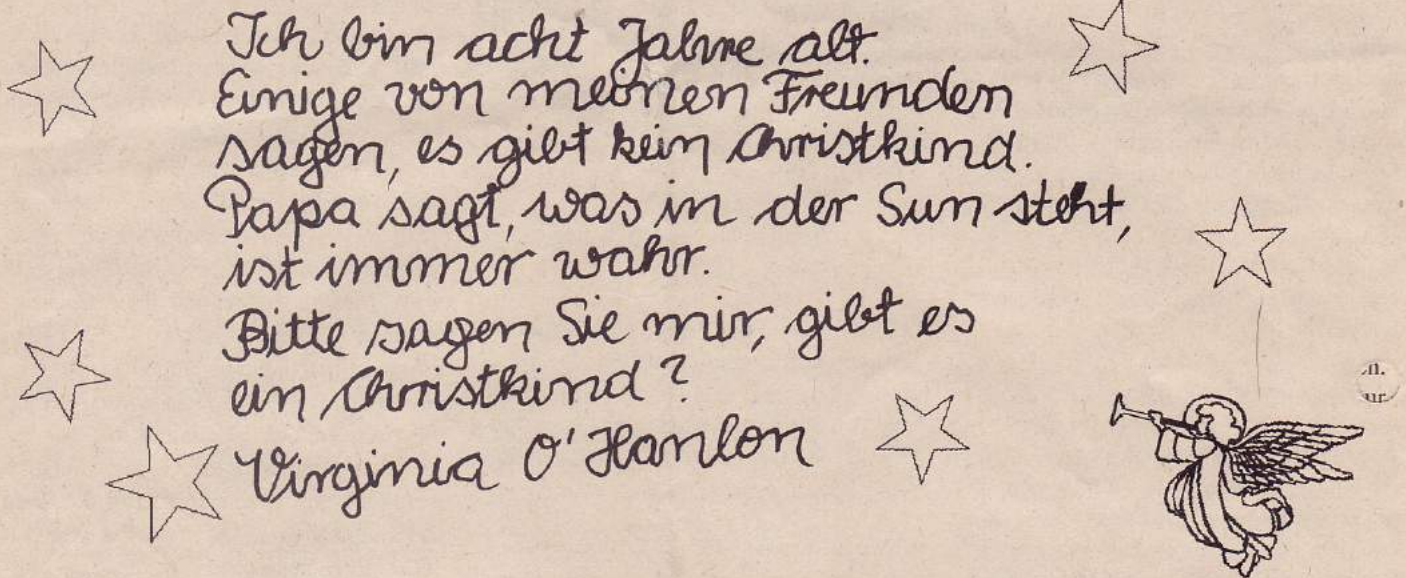 Ich bin acht Jahre alt.
Einige von meinen Freunden
sagen, es gibt kein Christkind.
Papa sagt, was in der Sun steht,
ist immer wahr.
Bitte sagen Sie mir, gibt es
ein Christkind?
Virginia O'Hanlon